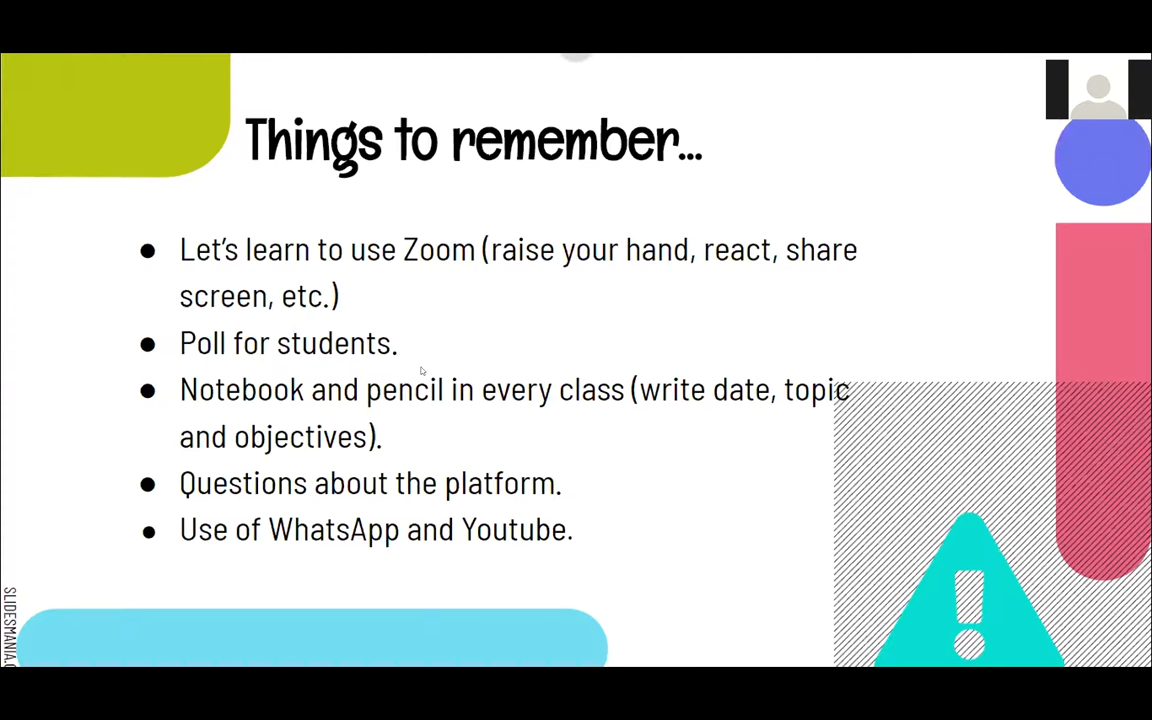 Things to remember...
● Let's learn to use Zoom (raise your hand, react, share
screen, etc.)
● Poll for students.
● Notebook and pencil in every class (write date, topic
and objectives).
● Questions about the platform.
● Use of WhatsApp and Youtube.
SLIDESMANIA.C